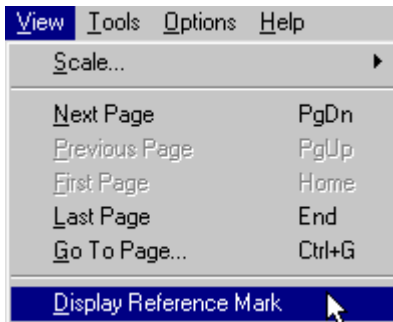 View Tools Options Help
Scale...
Next Page PgDn
Previous Page PgUp
First Page Home
Last Page End
Go To Page... Ctrl+G
Display Reference Mark